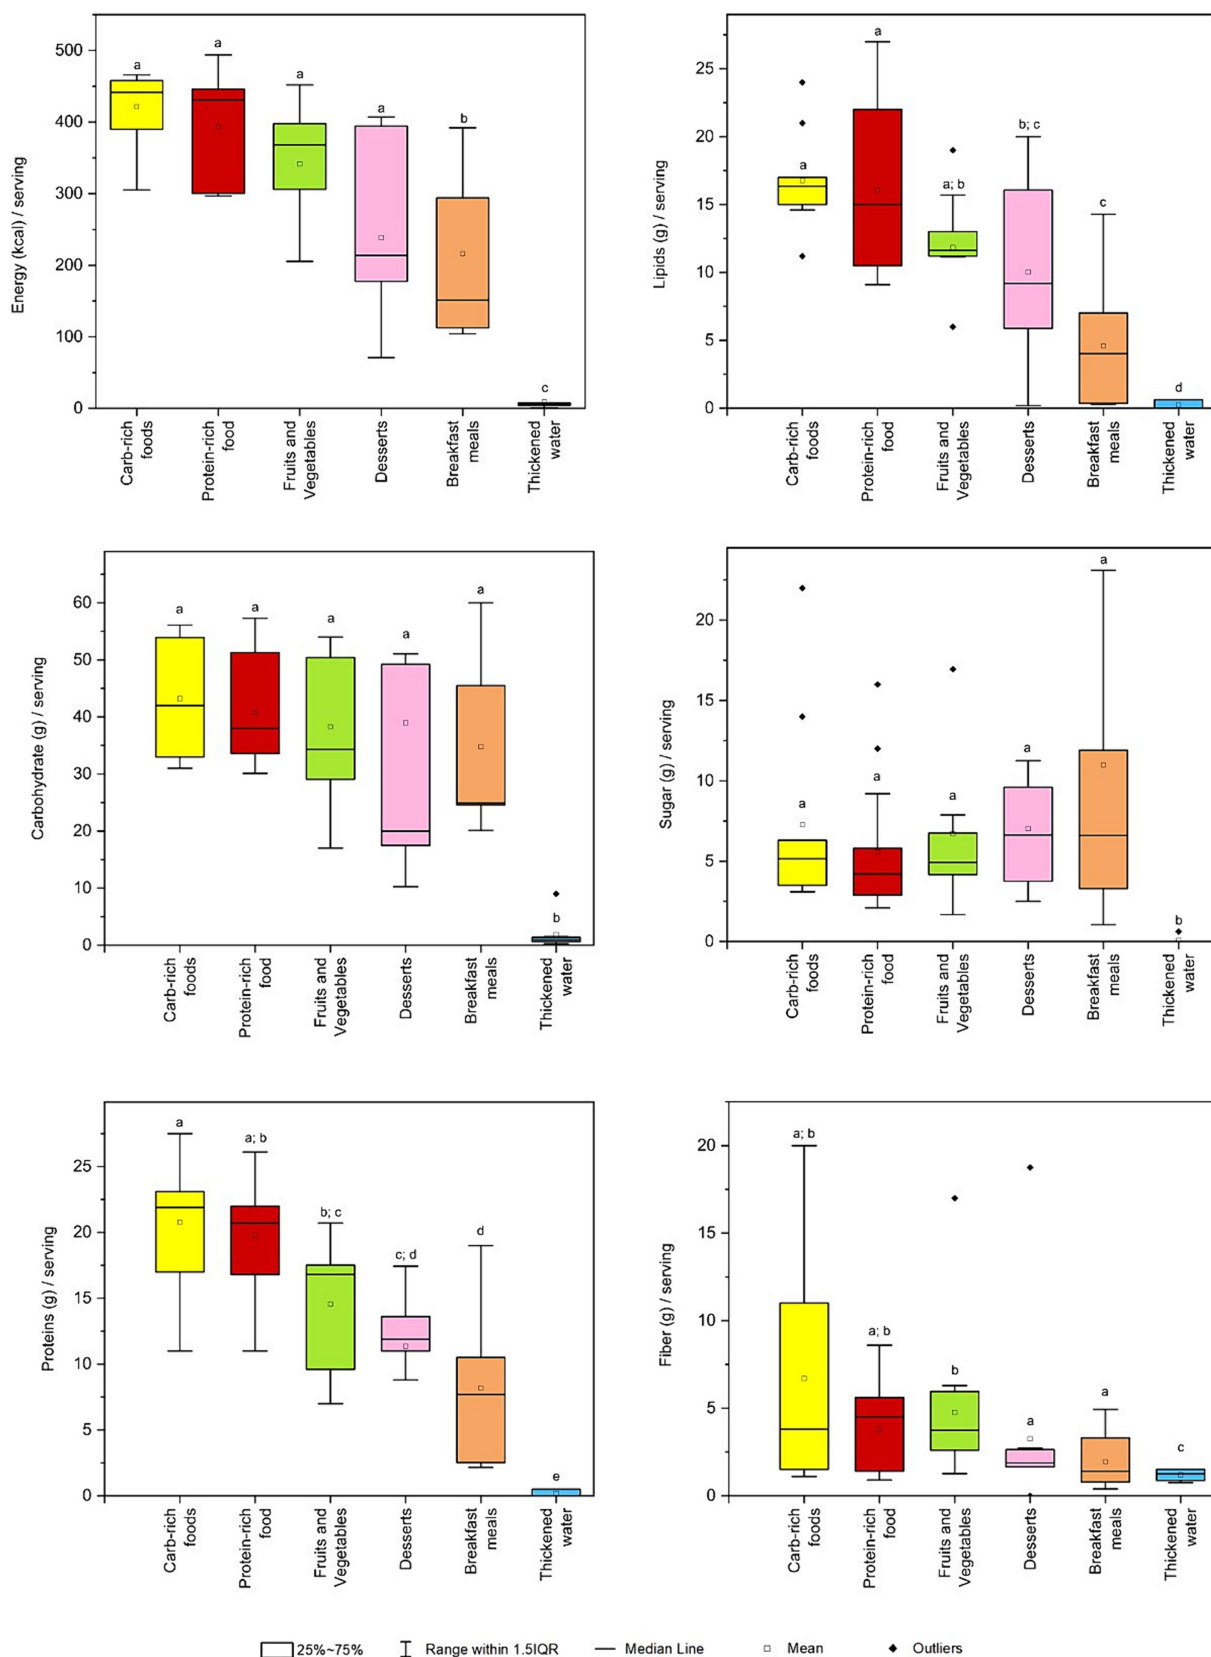 Energy (kcal) / serving
500
400
300
200
100
0
a
a
a
a
b
c
Carb-rich
foods
Protein-rich
food
Fruits and
Vegetables
Desserts
Breakfast
meals
Thickened
water
Lipids (g) / serving
25
20
15
10
5
0
a
a
a; b
b; c
c
d
Carb-rich
foods
Protein-rich
food
Fruits and
Vegetables
Desserts
Breakfast
meals
Thickened
water
Carbohydrate (g) / serving
60
50
40
30
20
10
0
a
a
a
a
a
b
Carb-rich
foods
Protein-rich
food
Fruits and
Vegetables
Desserts
Breakfast
meals
Thickened
water
Sugar (g) / serving
20
15
10
5
0
a
a
a
a
a
b
Carb-rich
foods
Protein-rich
food
Fruits and
Vegetables
Desserts
Breakfast
meals
Thickened
water
Proteins (g) / serving
25
20
15
10
5
0
a
a; b
b; c
c; d
d
e
Carb-rich
foods
Protein-rich
food
Fruits and
Vegetables
Desserts
Breakfast
meals
Thickened
water
Fiber (g) / serving
20
15
10
5
0
a; b
a; b
b
a
a
c
Carb-rich
foods
Protein-rich
food
Fruits and
Vegetables
Desserts
Breakfast
meals
Thickened
water
25%~75% Range within 1.5IQR Median Line Mean Outliers